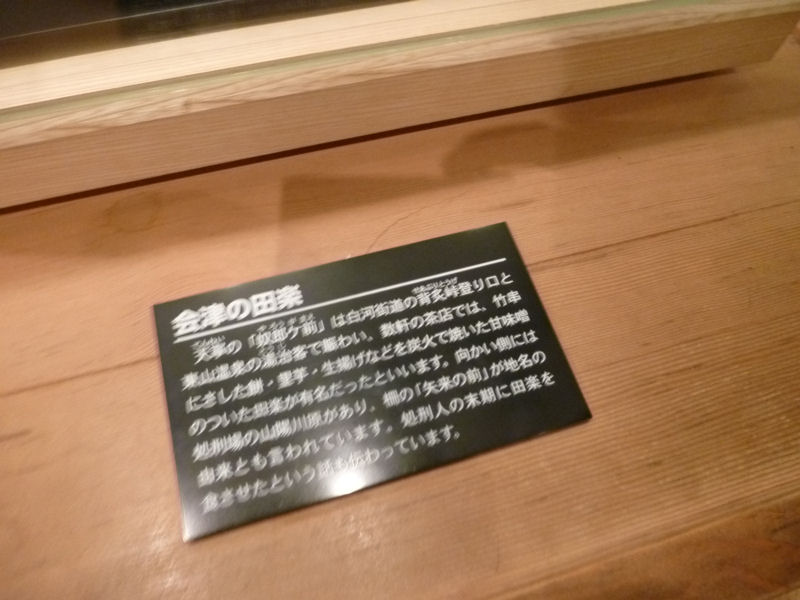 会津の田楽
天寧の「奴郎ケ前」は白河街道の背炙峠登り口と
東山温泉の湯治客で賑わい、数軒の茶店では、竹串
にさした餅・里芋・生揚げなどを炭火で焼いた甘味噌
のついた田楽が有名だったといいます。向かい側には
処刑場の山陽川原があり、柵の「矢来の前」が地名の
由来とも言われています。処刑人の末期に田楽を
食させたという話も伝わっています。